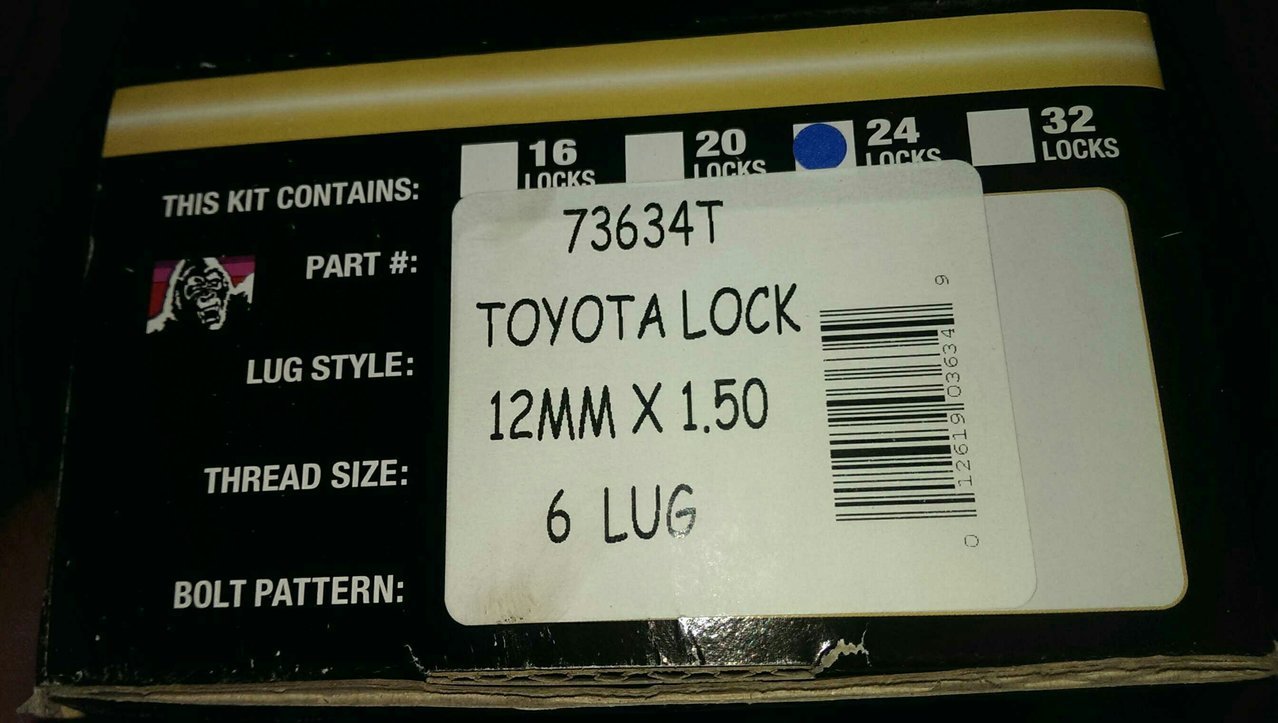 16 LOCKS
20 LOCKS
24 LOCKS
32 LOCKS
THIS KIT CONTAINS:
PART #:
LUG STYLE:
THREAD SIZE:
BOLT PATTERN:
73634T
TOYOTA LOCK
12MM X 1.50
6 LUG
0 12619 03634 9